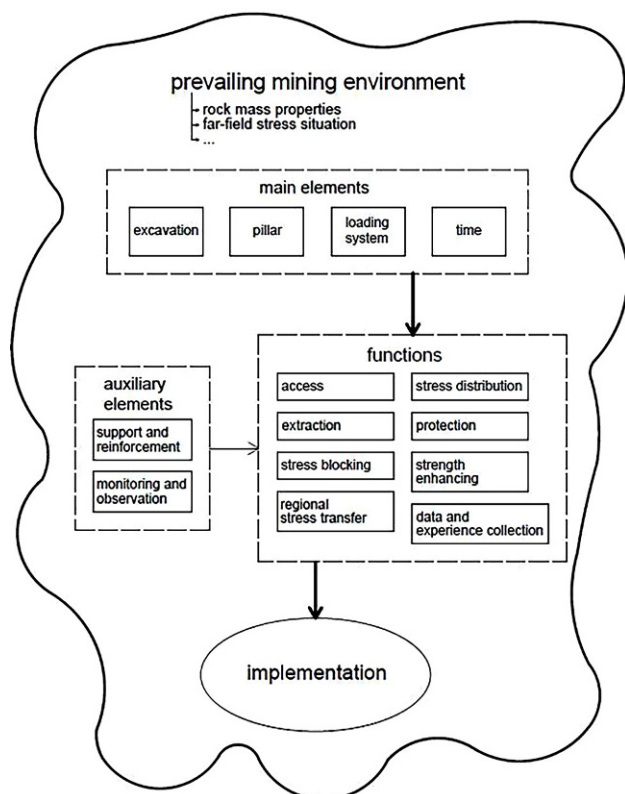 prevailing mining environment
rock mass properties
far-field stress situation
...
main elements
excavation
pillar
loading
system
time
functions
access
stress distribution
extraction
protection
stress blocking
strength
enhancing
regional
stress transfer
data and
experience collection
auxiliary
elements
support and
reinforcement
monitoring and
observation
implementation